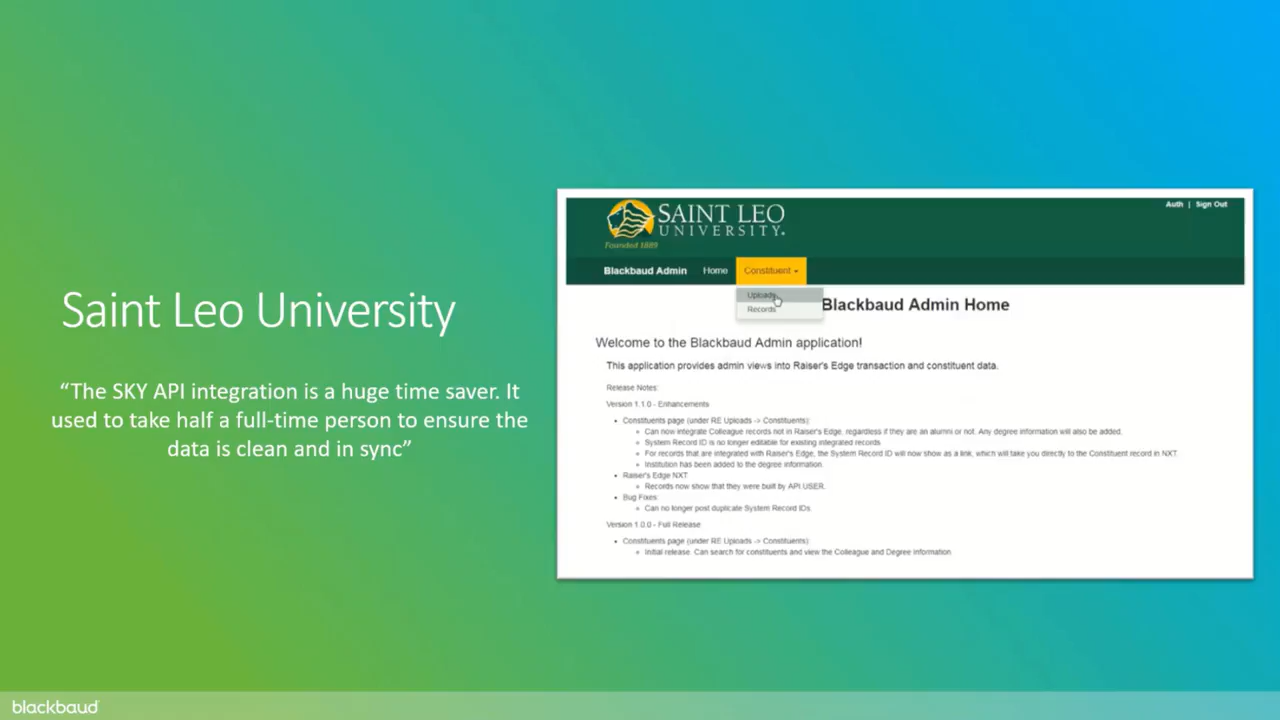 Saint Leo University
“The SKY API integration is a huge time saver. It
used to take half a full-time person to ensure the
data is clean and in sync”
SAINT LEO
UNIVERSITY.
Founded 1889
Auth | Sign Out
Blackbaud Admin Home Constituent
Uploads
Records
Blackbaud Admin Home
Welcome to the Blackbaud Admin application!
This application provides admin views into Raiser's Edge transaction and constituent data.
Release Notes:
Version 1.1.0 - Enhancements
Constituents page (under RE Uploads -> Constituents):
Can now integrate Colleague records not in Raiser's Edge, regardless if they are an alumni or not. Any degree information will also be added.
System Record ID is no longer editable for existing integrated records
For records that are integrated with Raiser's Edge, the System Record ID will now show as a link, which will take you directly to the Constituent record in NXT.
Institution has been added to the degree information.
Raiser's Edge NXT
Records now show that they were built by API USER.
Bug Fixes:
Can no longer post duplicate System Record IDs.
Version 1.0.0 - Full Release
Constituents page (under RE Uploads -> Constituents):
Initial release. Can search for constituents and view the Colleague and Degree information
blackbaud